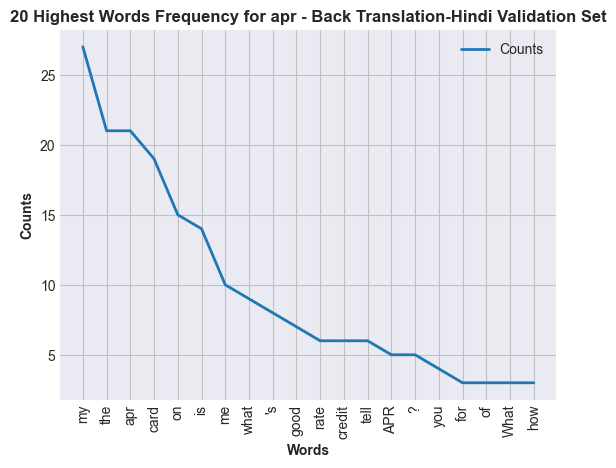 20 Highest Words Frequency for apr - Back Translation-Hindi Validation Set
Counts
25
20
15
10
5
Counts
my
the
apr
card
on
is
me
what
's
good
rate
credit
tell
APR
?
you
for
of
What
how
Words